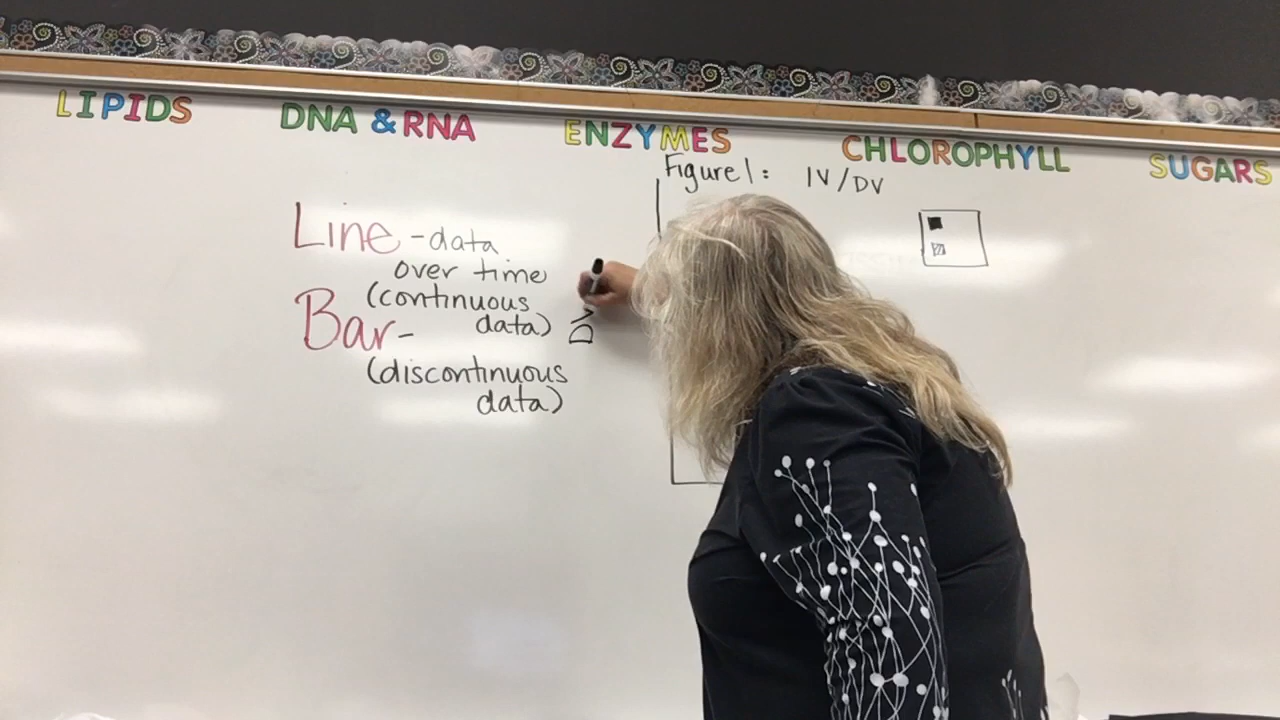 LIPIDS
DNA & RNA
ENZYMES
CHLOROPHYLL
SUGARS
Figure 1: IV/DV
Line - data
over time
(continuous
data)
Bar-
(discontinuous
data)
DV